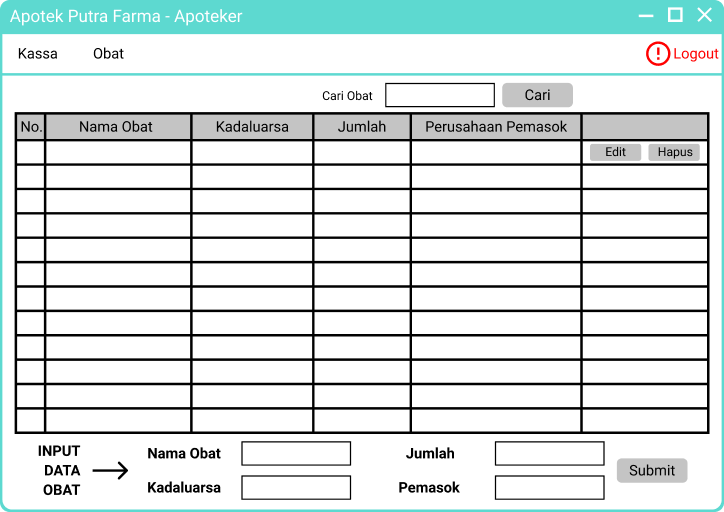 Apotek Putra Farma - Apoteker
Kassa Obat Logout
Cari Obat Cari
No. Nama Obat Kadaluarsa Jumlah Perusahaan Pemasok
Edit Hapus
INPUT
DATA
OBAT
Nama Obat Jumlah
Kadaluarsa Pemasok
Submit